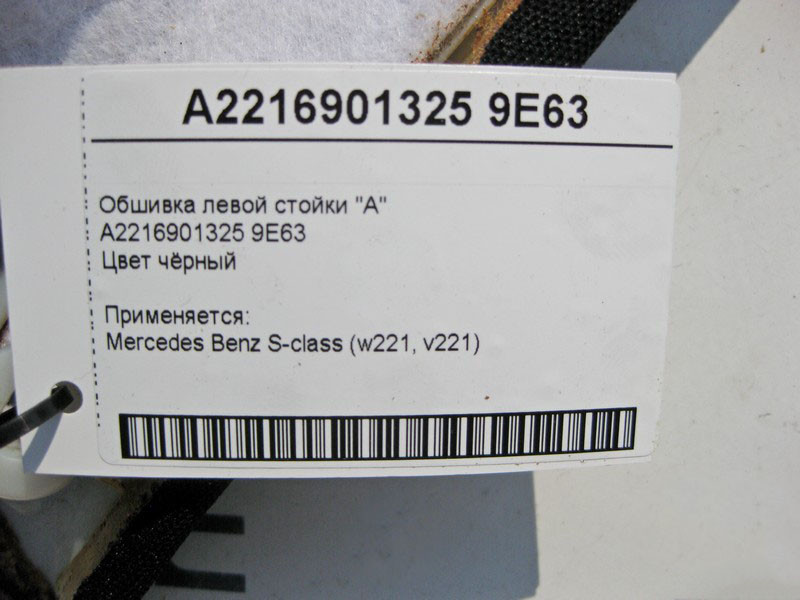 A2216901325 9E63
Обшивка левой стойки "А"
A2216901325 9E63
Цвет чёрный
Применяется:
Mercedes Benz S-class (w221, v221)